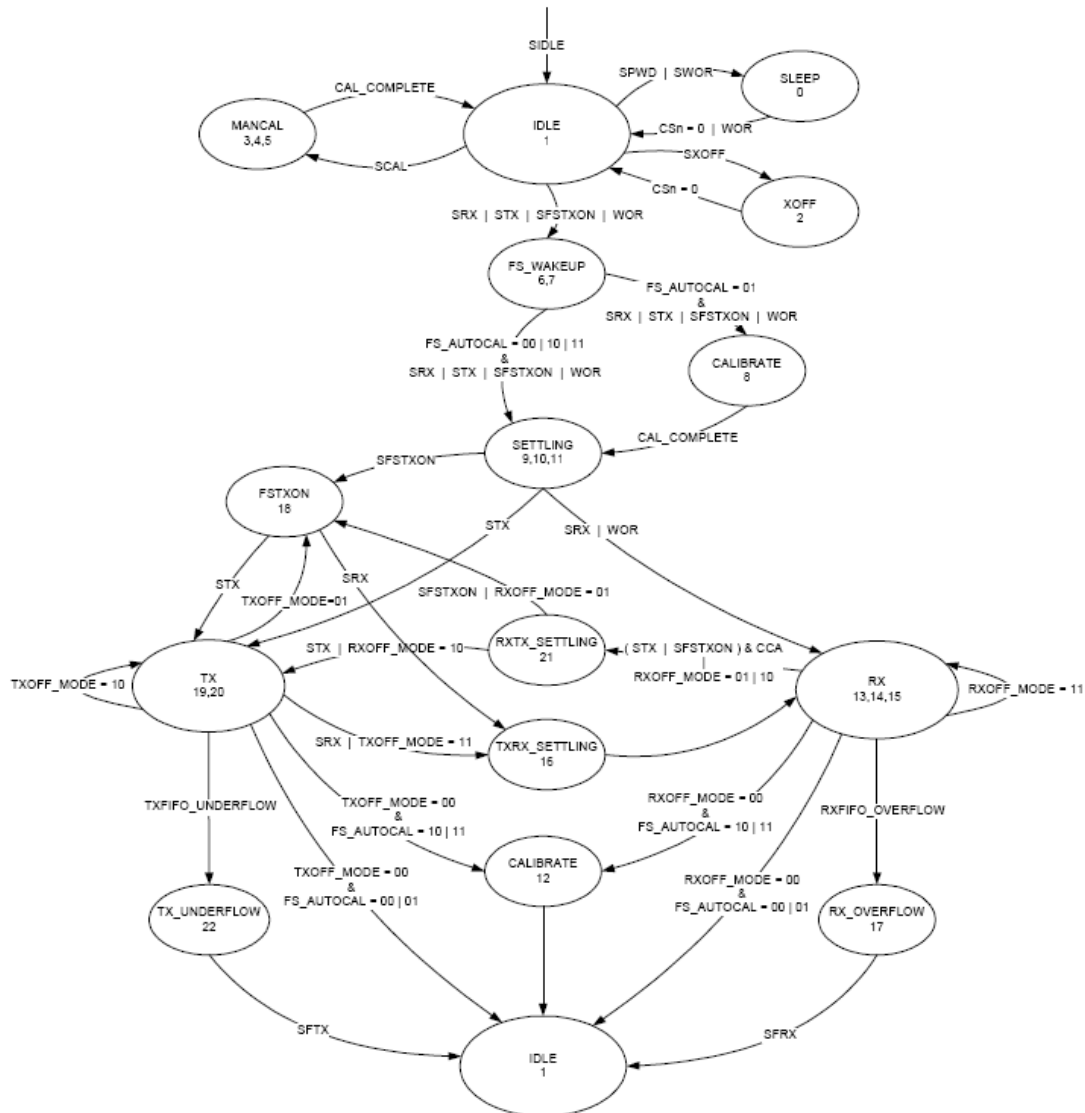 SIDLE
SPWD | SWOR
SLEEP
0
CAL_COMPLETE
IDLE
1
MANCAL
3,4,5
CSn = 0 | WOR
SCAL
SXOFF
CSn = 0
XOFF
2
SRX | STX | SFSTXON | WOR
FS_WAKEUP
6,7
FS_AUTOCAL = 01
&
SRX | STX | SFSTXON | WOR
FS_AUTOCAL = 00 | 10 | 11
&
SRX | STX | SFSTXON | WOR
CALIBRATE
8
CAL_COMPLETE
SETTLING
9,10,11
SFSTXON
FSTXON
18
STX
SRX | WOR
STX
SRX
TXOFF_MODE=01
SFSTXON | RXOFF_MODE = 01
RXTX_SETTLING
21
STX | RXOFF_MODE = 10
( STX | SFSTXON ) & CCA
|
RXOFF_MODE = 01 | 10
TX
19,20
TXOFF_MODE = 10
RX
13,14,15
RXOFF_MODE = 11
SRX | TXOFF_MODE = 11
TXRX_SETTLING
16
TXFIFO_UNDERFLOW
TXOFF_MODE = 00
&
FS_AUTOCAL = 10 | 11
RXOFF_MODE = 00
&
FS_AUTOCAL = 10 | 11
RXFIFO_OVERFLOW
CALIBRATE
12
TXOFF_MODE = 00
&
FS_AUTOCAL = 00 | 01
RXOFF_MODE = 00
&
FS_AUTOCAL = 00 | 01
TX_UNDERFLOW
22
RX_OVERFLOW
17
SFTX
SFRX
IDLE
1